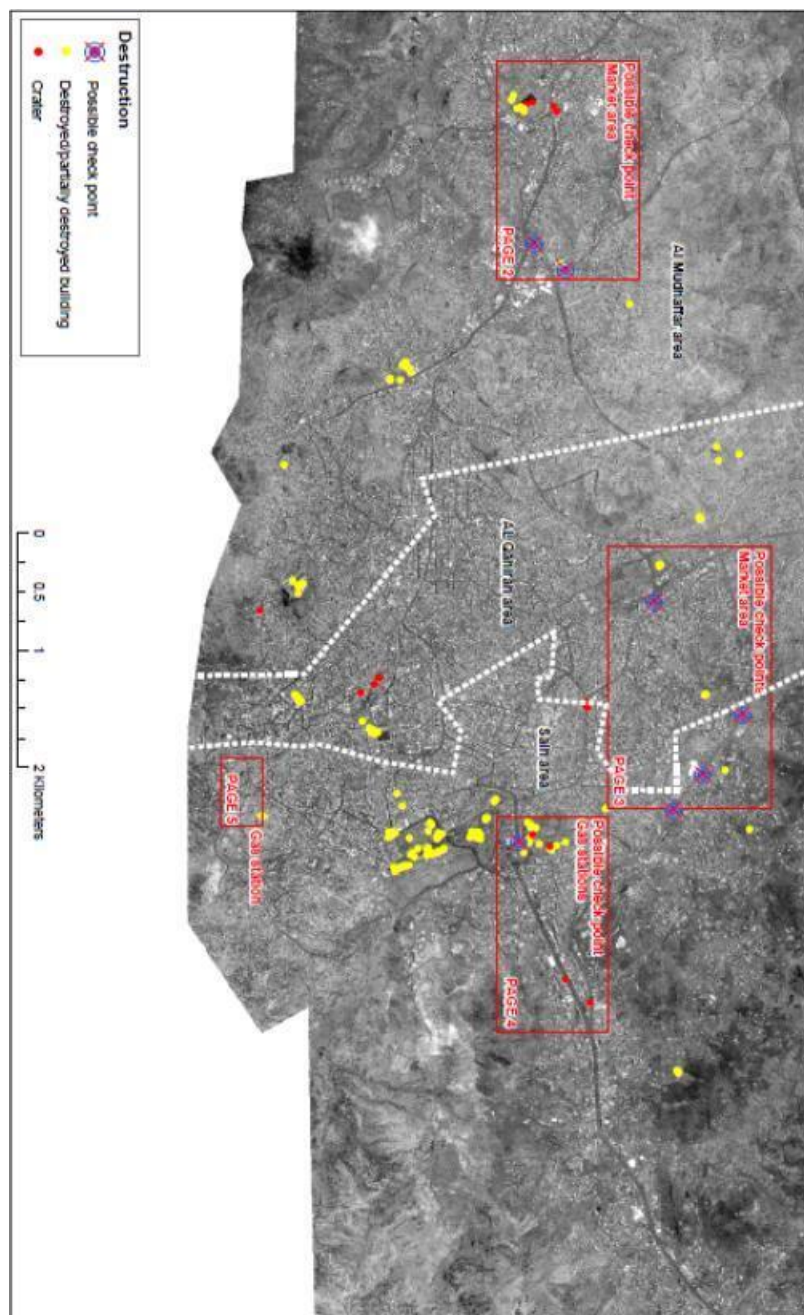 Destruction
Possible check point
Destroyed/partially destroyed building
Crater
Possible check point
Market area
PAGE 2
Al Mudhaffar area
AL Qahirah area
Possible check points
Market area
PAGE 3
Salh area
Possible check point
Gas stations
PAGE 4
Gas station
PAGE 5
0 0.5 1 2 Kilometers